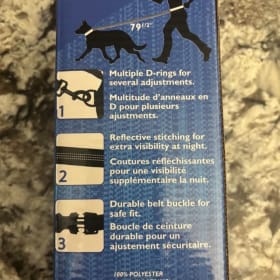 79 1/2"
Multiple D-rings for
several adjustments.
Multitude d'anneaux en
D pour plusieurs
ajustments.
1
Reflective stitching for
extra visibility at night.
Coutures réfléchissantes
pour une visibilité
supplémentaire la nuit.
2
Durable belt buckle for
safe fit.
Boucle de ceinture
durable pour un
ajustement sécuritaire.
3
100% POLYESTER